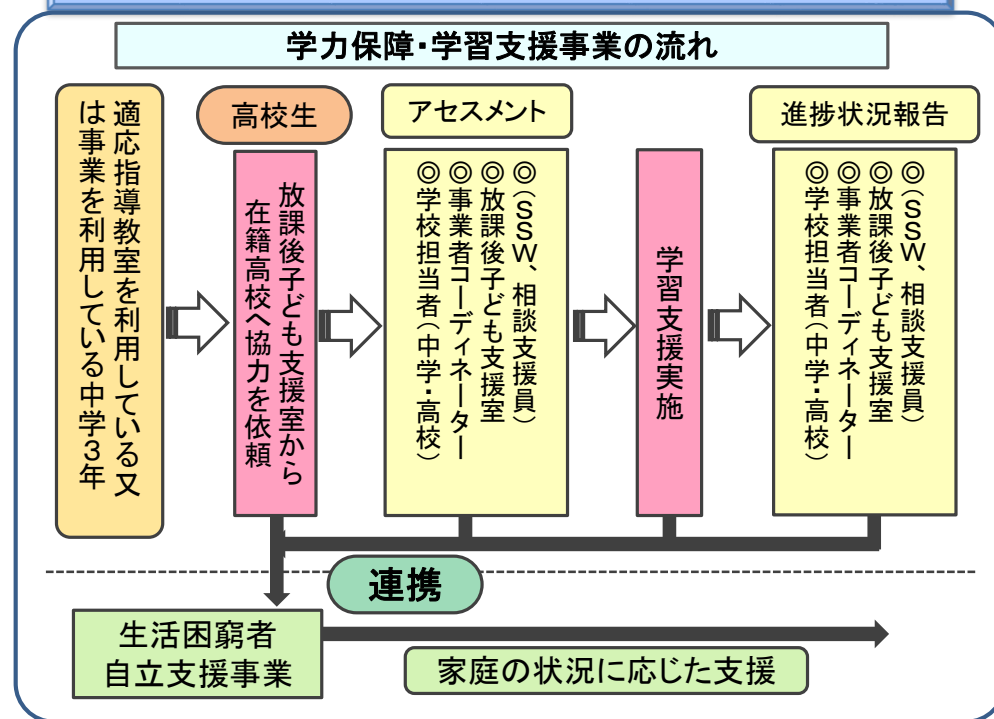 学力保障・学習支援事業の流れ
適応指導教室を利用している又
は事業を利用している中学３年
高校生
放課後子ども支援室から
在籍高校へ協力を依頼
アセスメント
◎(ＳＳＷ、相談支援員)
◎放課後子ども支援室
◎事業者コーディネーター
◎学校担当者(中学・高校)
学習支援実施
進捗状況報告
◎(ＳＳＷ、相談支援員)
◎放課後子ども支援室
◎事業者コーディネーター
◎学校担当者(中学・高校)
連携
生活困窮者
自立支援事業
家庭の状況に応じた支援